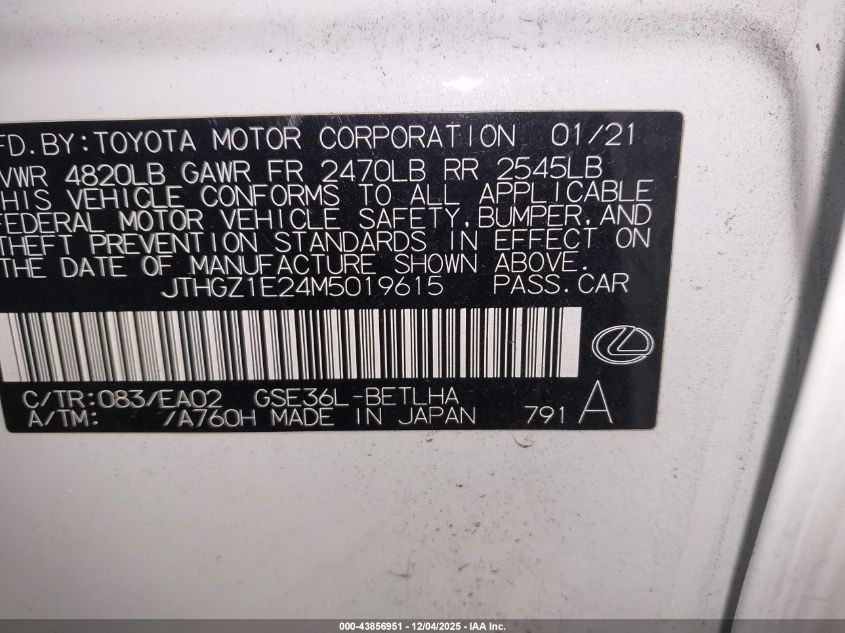 FD.BY:TOYOTA MOTOR CORPORATION 01/21
VWR 4820LB GAWR FR 2470LB RR 2545LB
THIS VEHICLE CONFORMS TO ALL APPLICABLE
FEDERAL MOTOR VEHICLE SAFETY,BUMPER,AND
THEFT PREVENTION STANDARDS IN EFFECT ON
THE DATE OF MANUFACTURE SHOWN ABOVE.
JTHGZ1E24M5019615 PASS.CAR
C/TR:083/EA02 GSE36L-BETLHA
A/TM: /A760H MADE IN JAPAN 791 A
000-43856951 - 12/04/2025 - IAA Inc.